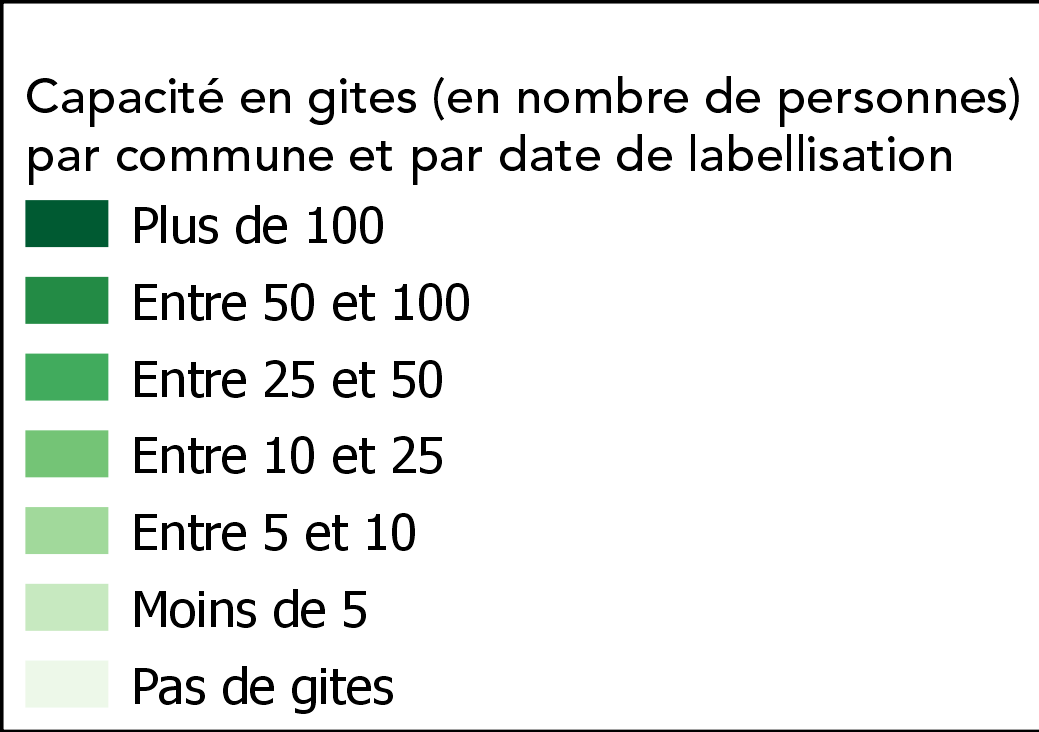 Capacité en gites (en nombre de personnes)
par commune et par date de labellisation
Plus de 100
Entre 50 et 100
Entre 25 et 50
Entre 10 et 25
Entre 5 et 10
Moins de 5
Pas de gites